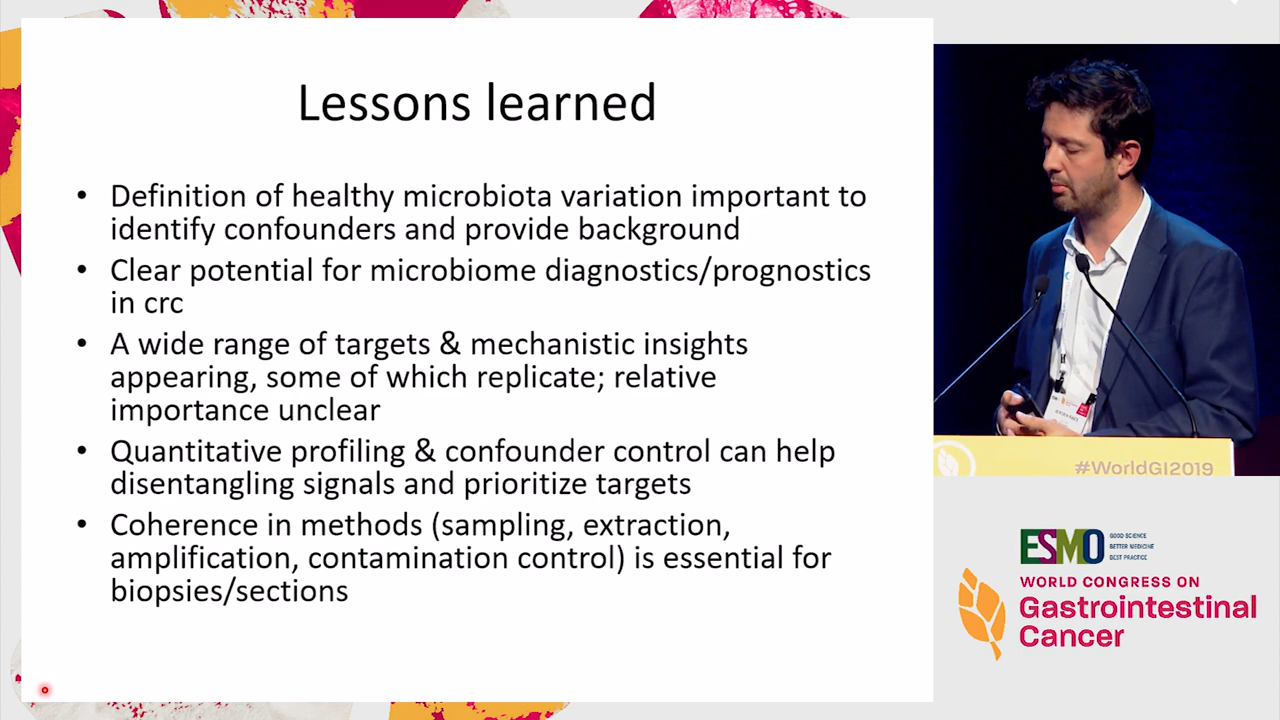 Lessons learned
• Definition of healthy microbiota variation important to
identify confounders and provide background
• Clear potential for microbiome diagnostics/prognostics
in crc
• A wide range of targets & mechanistic insights
appearing, some of which replicate; relative
importance unclear
• Quantitative profiling & confounder control can help
disentangling signals and prioritize targets
• Coherence in methods (sampling, extraction,
amplification, contamination control) is essential for
biopsies/sections
#WorldGI2019
ESMO
GOOD SCIENCE
BETTER MEDICINE
BEST PRACTICE
WORLD CONGRESS ON
Gastrointestinal
Cancer